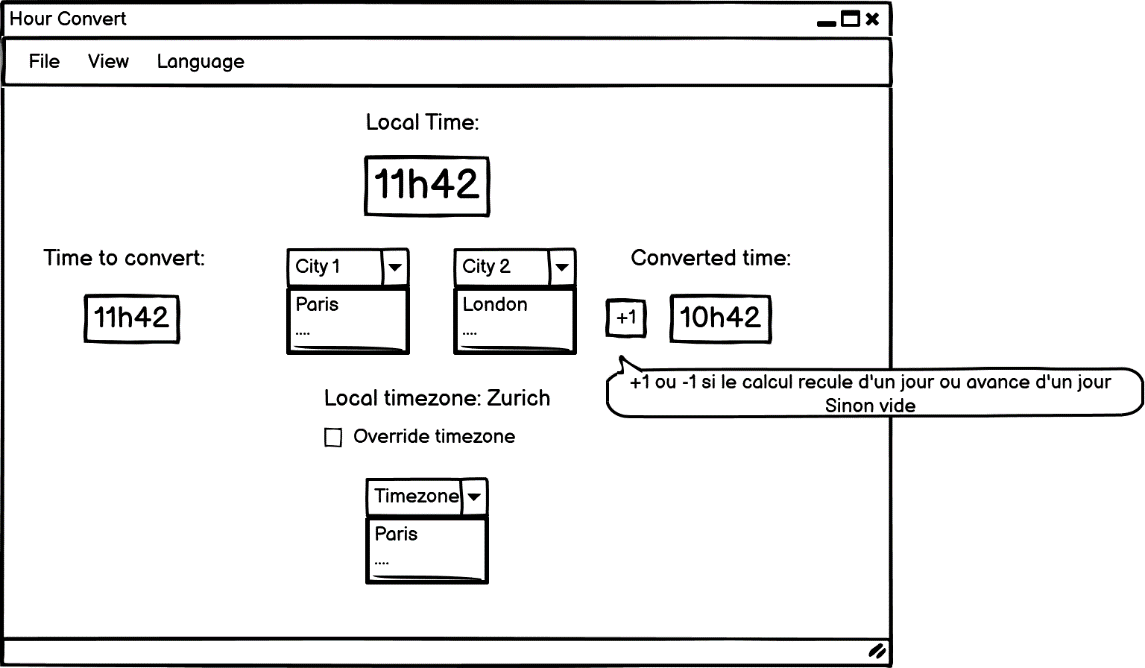 Hour Convert
File View Language
Local Time:
11h42
Time to convert:
11h42
City 1
Paris
....
City 2
London
....
Converted time:
+1
10h42
+1 ou -1 si le calcul recule d'un jour ou avance d'un jour
Sinon vide
Local timezone: Zurich
Override timezone
Timezone
Paris
....